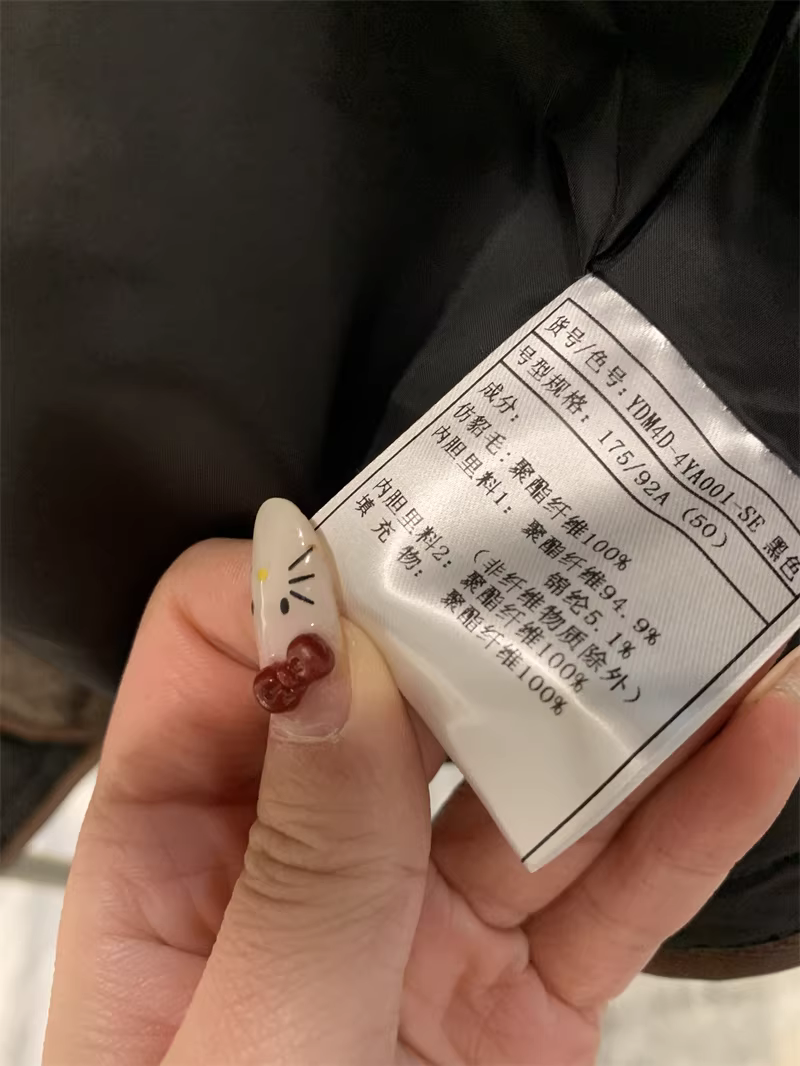 货号/色号: YDM4D-4YA001-SE 黑色
号型规格: 175/92A (50)
成分:
仿貂毛: 聚酯纤维100%
内胆里料1: 聚酯纤维94.9%
锦纶5.1%
(非纤维物质除外)
内胆里料2: 聚酯纤维100%
填充物: 聚酯纤维100%